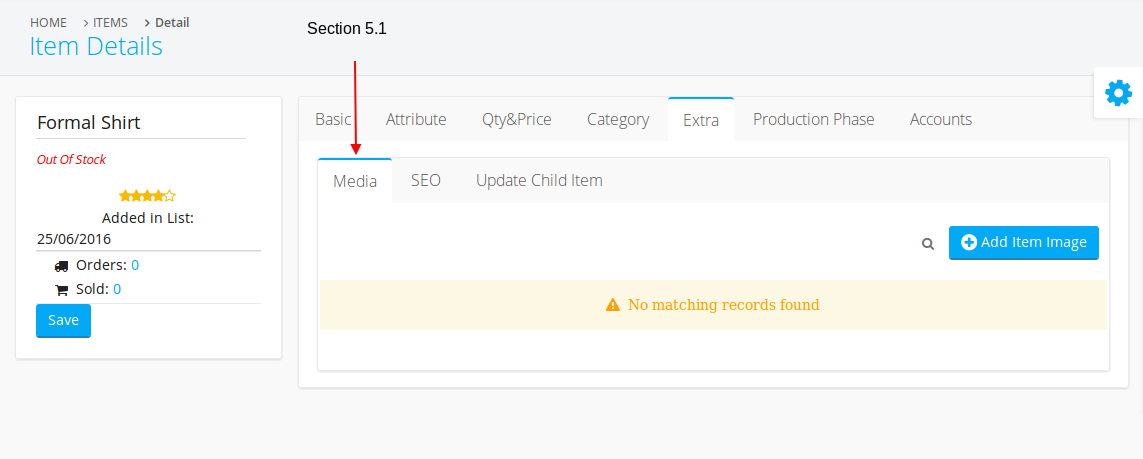 HOME > ITEMS > Detail
Item Details
Section 5.1
Formal Shirt
Out Of Stock
Added in List:
25/06/2016
Orders: 0
Sold: 0
Save
Basic Attribute Qty&Price Category Extra Production Phase Accounts
Media SEO Update Child Item
Add Item Image
No matching records found